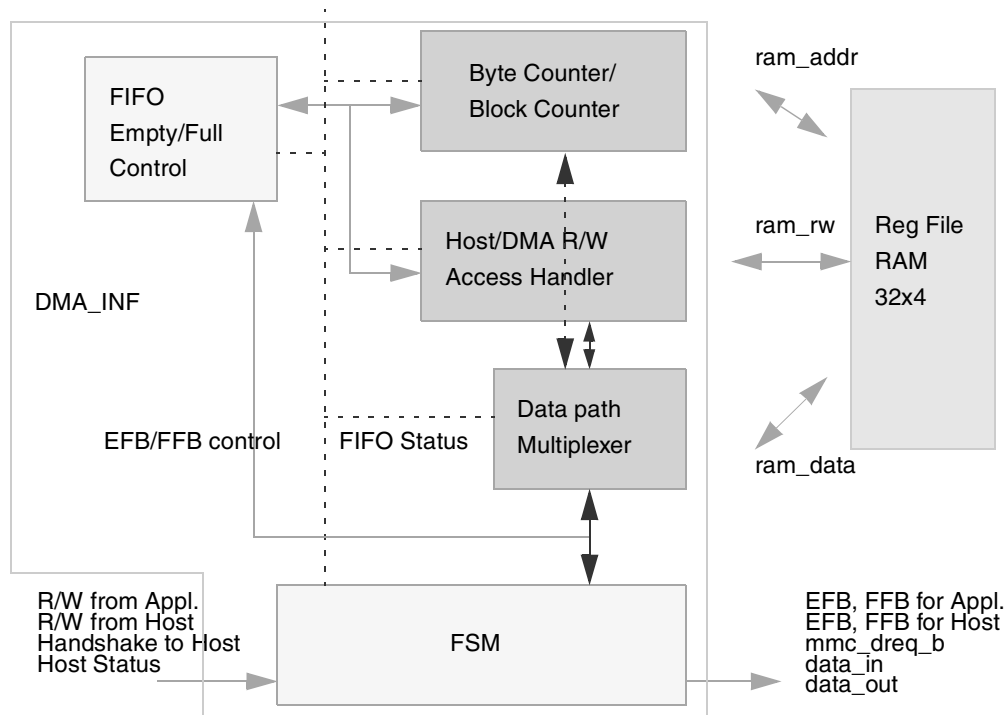 ram_addr
Byte Counter/
Block Counter
FIFO
Empty/Full
Control
ram_rw
Host/DMA R/W
Access Handler
Reg File
RAM
32x4
DMA_INF
Data path
Multiplexer
EFB/FFB control
FIFO Status
ram_data
R/W from Appl.
R/W from Host
Handshake to Host
Host Status
FSM
EFB, FFB for Appl.
EFB, FFB for Host
mmc_dreq_b
data_in
data_out